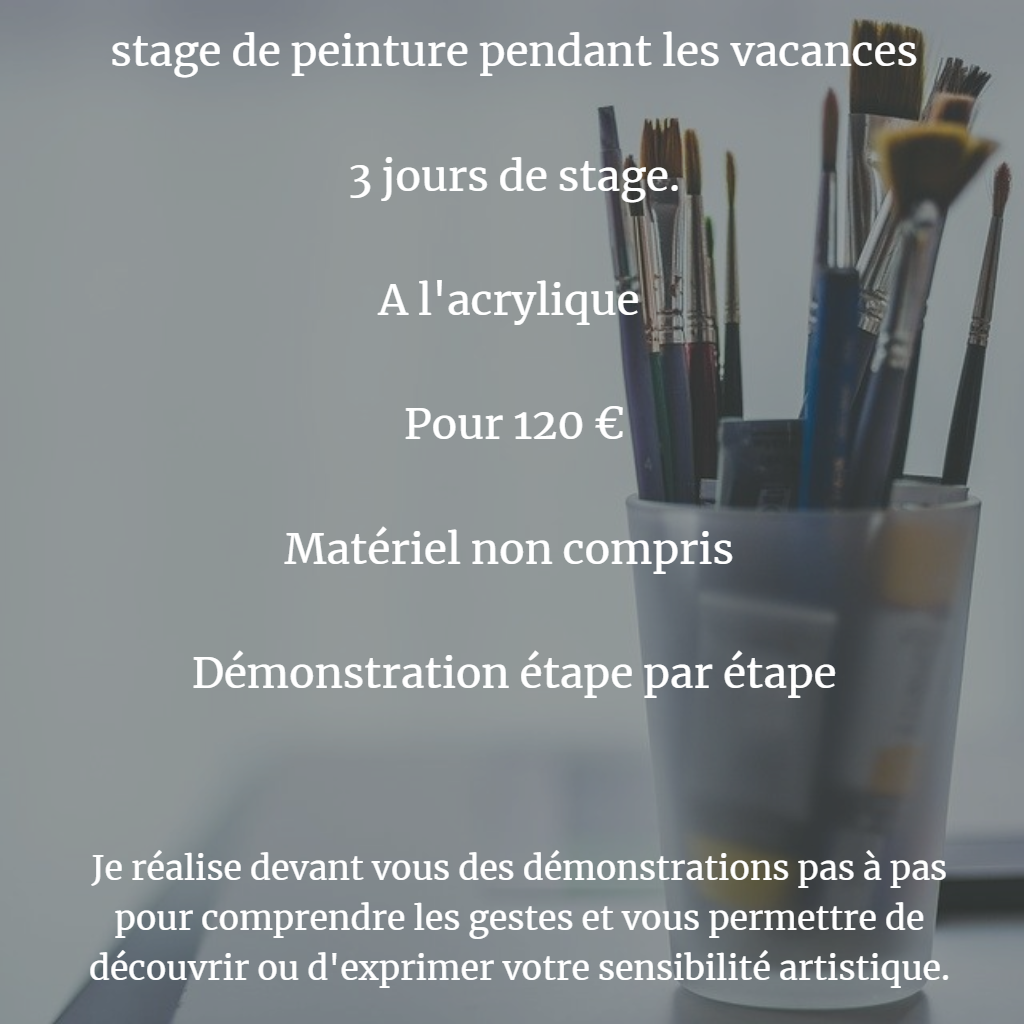 stage de peinture pendant les vacances
3 jours de stage.
A l'acrylique
Pour 120 €
Matériel non compris
Démonstration étape par étape
Je réalise devant vous des démonstrations pas à pas
pour comprendre les gestes et vous permettre de
découvrir ou d'exprimer votre sensibilité artistique.